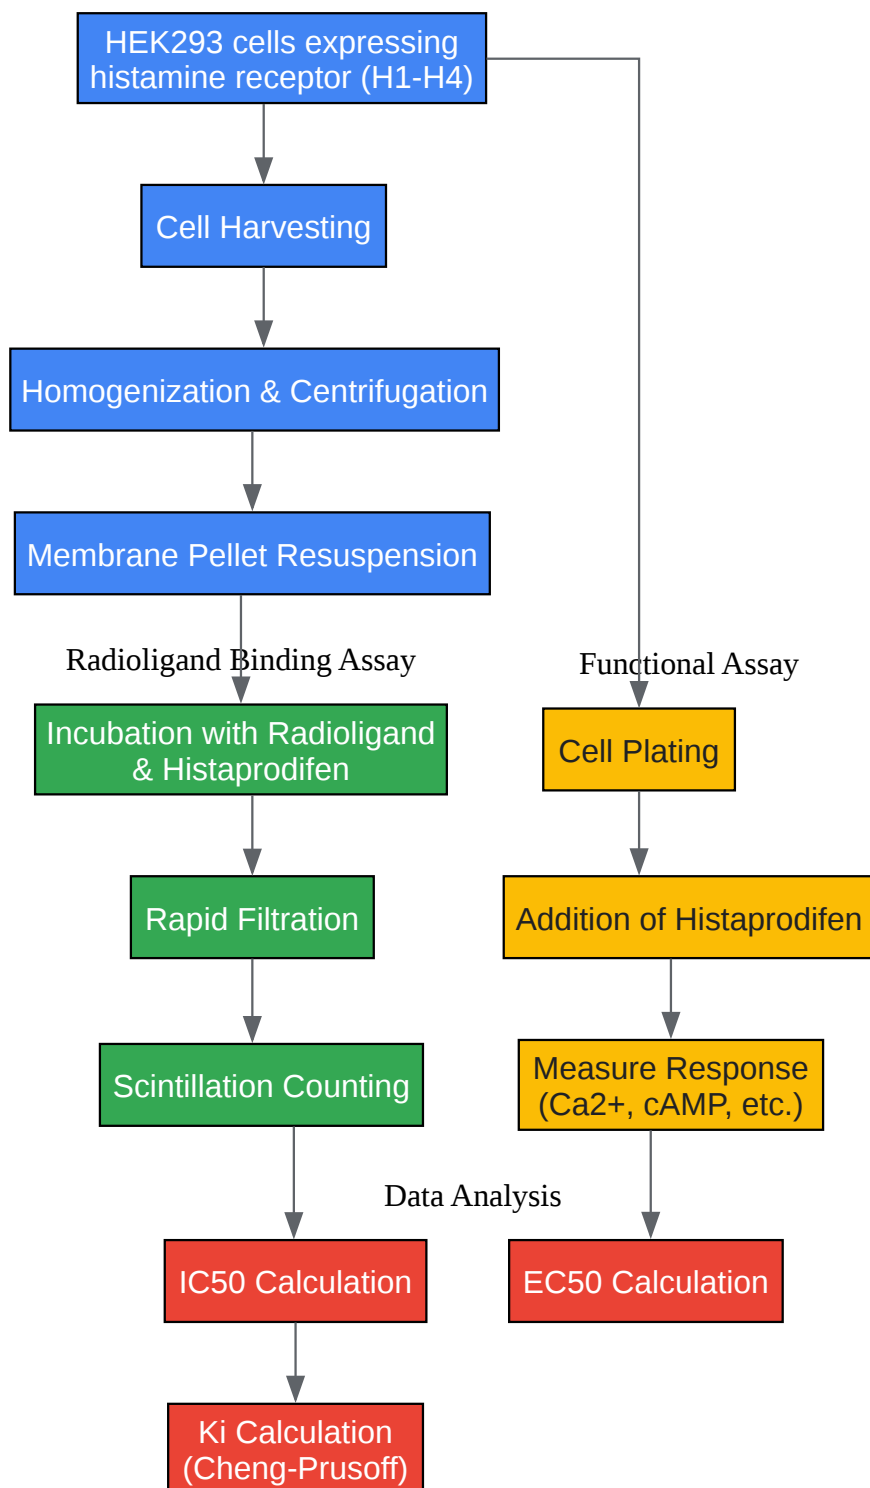 HEK293 cells expressing
histamine receptor (H1-H4)
Cell Harvesting
Homogenization & Centrifugation
Membrane Pellet Resuspension
Radioligand Binding Assay
Functional Assay
Incubation with Radioligand
& Histaprodifen
Cell Plating
Rapid Filtration
Addition of Histaprodifen
Scintillation Counting
Measure Response
(Ca2+, cAMP, etc.)
Data Analysis
IC50 Calculation
EC50 Calculation
Ki Calculation
(Cheng-Prusoff)